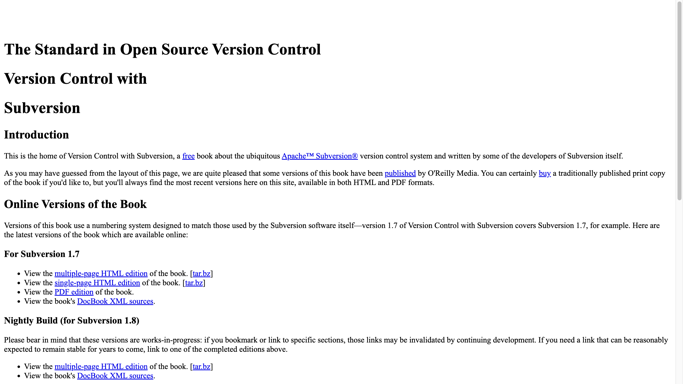 The Standard in Open Source Version Control
Version Control with
Subversion
Introduction
This is the home of Version Control with Subversion, a free book about the ubiquitous Apache™ Subversion® version control system and written by some of the developers of Subversion itself.
As you may have guessed from the layout of this page, we are quite pleased that some versions of this book have been published by O'Reilly Media. You can certainly buy a traditionally published print copy
of the book if you'd like to, but you'll always find the most recent versions here on this site, available in both HTML and PDF formats.
Online Versions of the Book
Versions of this book use a numbering system designed to match those used by the Subversion software itself—version 1.7 of Version Control with Subversion covers Subversion 1.7, for example. Here are
the latest versions of the book which are available online:
For Subversion 1.7
• View the multiple-page HTML edition of the book. [tar.bz]
• View the single-page HTML edition of the book. [tar.bz]
• View the PDF edition of the book.
• View the book's DocBook XML sources.
Nightly Build (for Subversion 1.8)
Please bear in mind that these versions are works-in-progress: if you bookmark or link to specific sections, those links may be invalidated by continuing development. If you need a link that can be reasonably
expected to remain stable for years to come, link to one of the completed editions above.
• View the multiple-page HTML edition of the book. [tar.bz]
• View the book's DocBook XML sources.